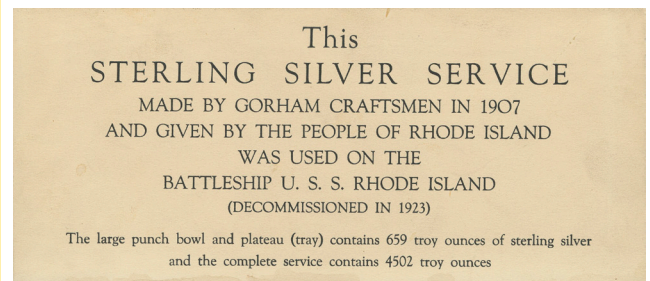 This
STERLING SILVER SERVICE
MADE BY GORHAM CRAFTSMEN IN 1907
AND GIVEN BY THE PEOPLE OF RHODE ISLAND
WAS USED ON THE
BATTLESHIP U. S. S. RHODE ISLAND
(DECOMMISSIONED IN 1923)
The large punch bowl and plateau (tray) contains 659 troy ounces of sterling silver
and the complete service contains 4502 troy ounces